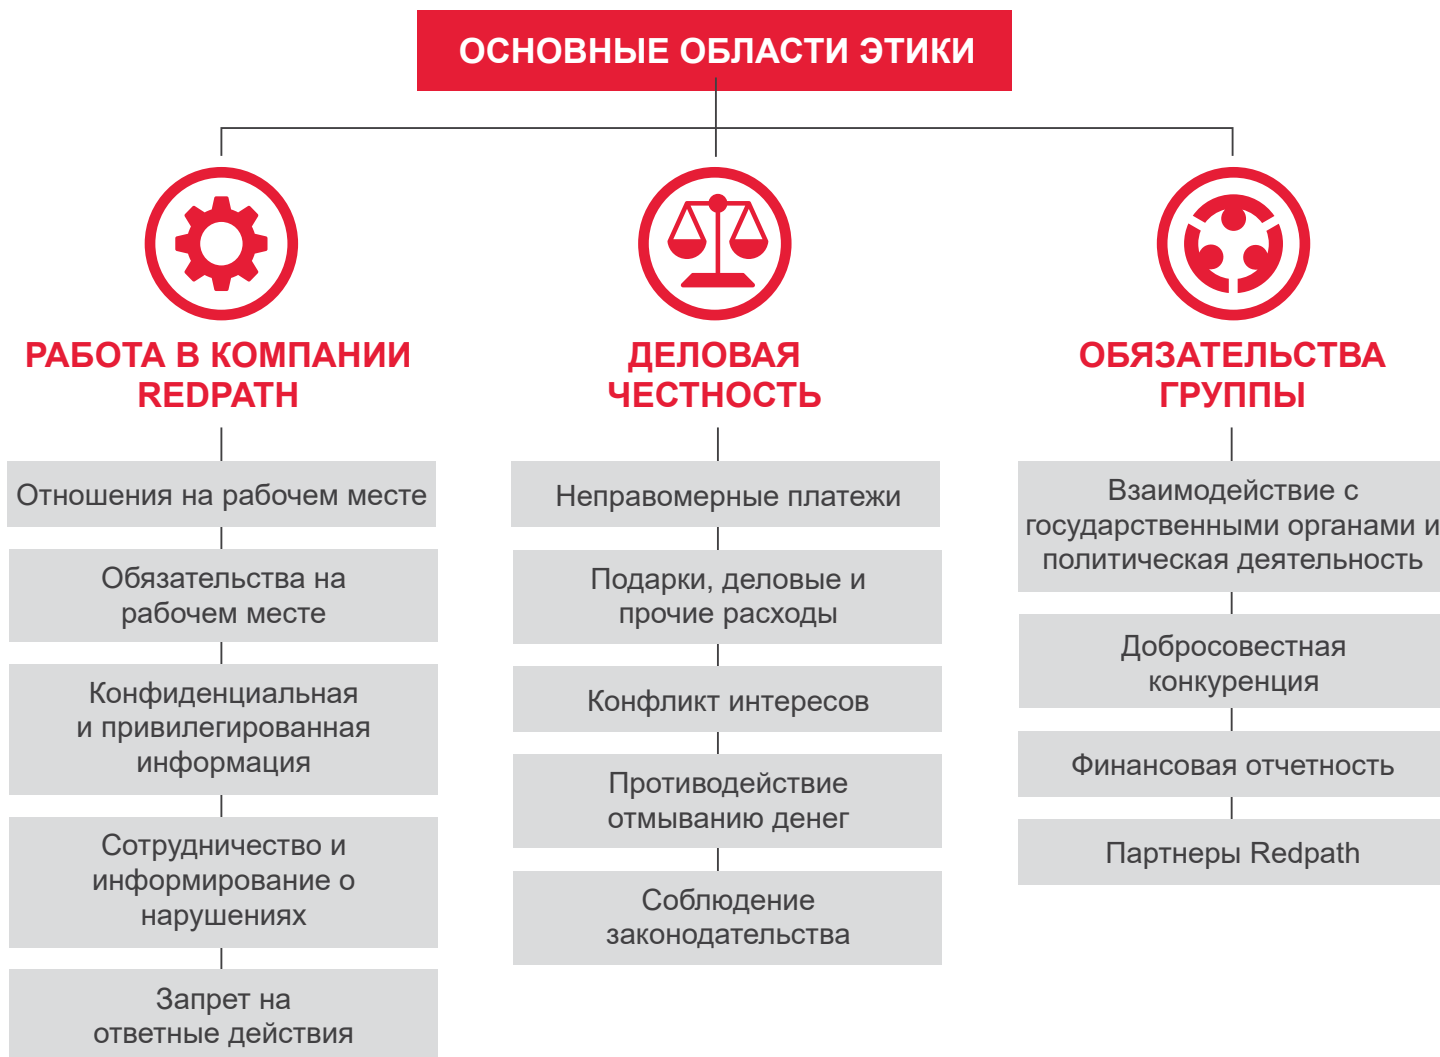 ОСНОВНЫЕ ОБЛАСТИ ЭТИКИ
РАБОТА В КОМПАНИИ
REDPATH
Отношения на рабочем месте
Обязательства на
рабочем месте
Конфиденциальная
и привилегированная
информация
Сотрудничество и
информирование о
нарушениях
Запрет на
ответные действия
ДЕЛОВАЯ
ЧЕСТНОСТЬ
Неправомерные платежи
Подарки, деловые и
прочие расходы
Конфликт интересов
Противодействие
отмыванию денег
Соблюдение
законодательства
ОБЯЗАТЕЛЬСТВА
ГРУППЫ
Взаимодействие с
государственными органами и
политическая деятельность
Добросовестная
конкуренция
Финансовая отчетность
Партнеры Redpath